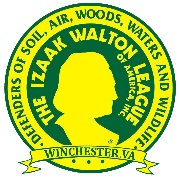 · DEFENDERS OF SOIL, AIR, WOODS, WATERS AND WILDLIFE ·
THE IZAAK WALTON LEAGUE
OF AMERICA, INC.
WINCHESTER, VA